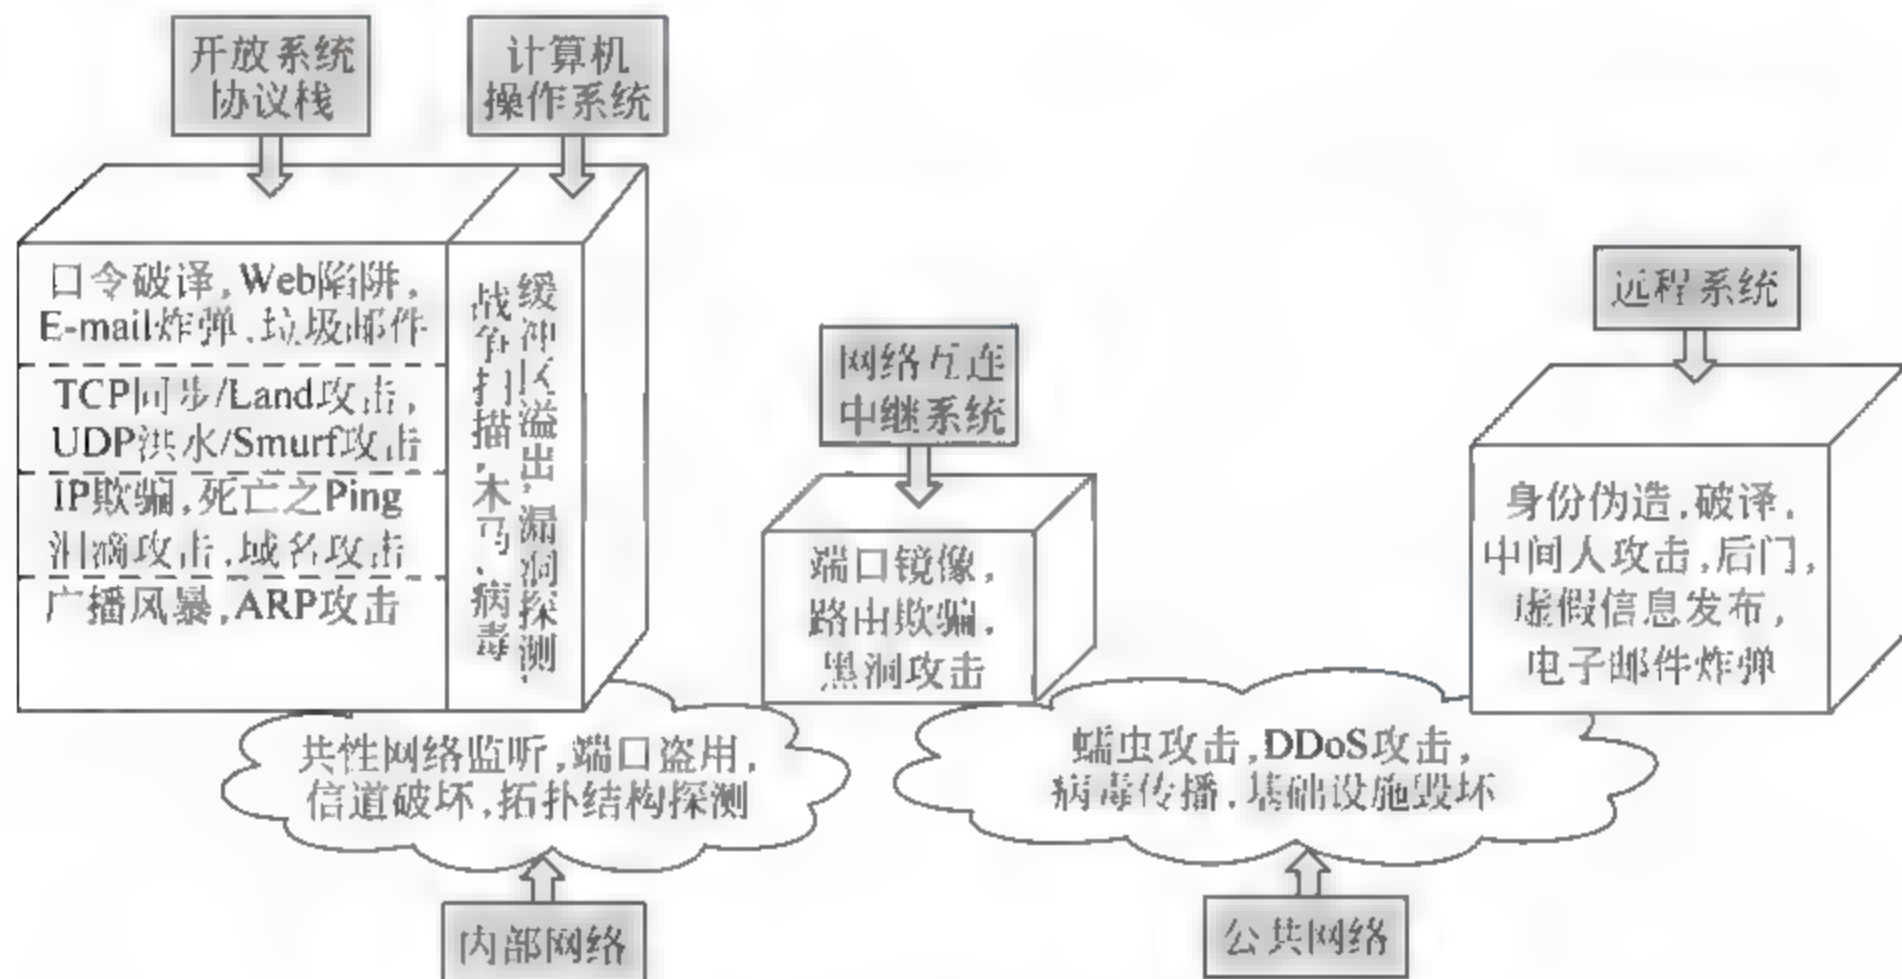 开放系统
协议栈
计算机
操作系统
口令破译,Web陷阱,
E-mail炸弹,垃圾邮件
TCP同步/Land攻击,
UDP洪水/Smurf攻击
IP欺骗,死亡之Ping
泪滴攻击,域名攻击
广播风暴,ARP攻击
缓冲区溢出,漏洞探测,
战争扫描,木马,病毒
网络互连
中继系统
端口镜像,
路由欺骗,
黑洞攻击
远程系统
身份伪造,破译,
中间人攻击,后门,
虚假信息发布,
电子邮件炸弹
共性网络监听,端口盗用,
信道破坏,拓扑结构探测
蠕虫攻击,DDoS攻击,
病毒传播,基础设施毁坏
内部网络
公共网络